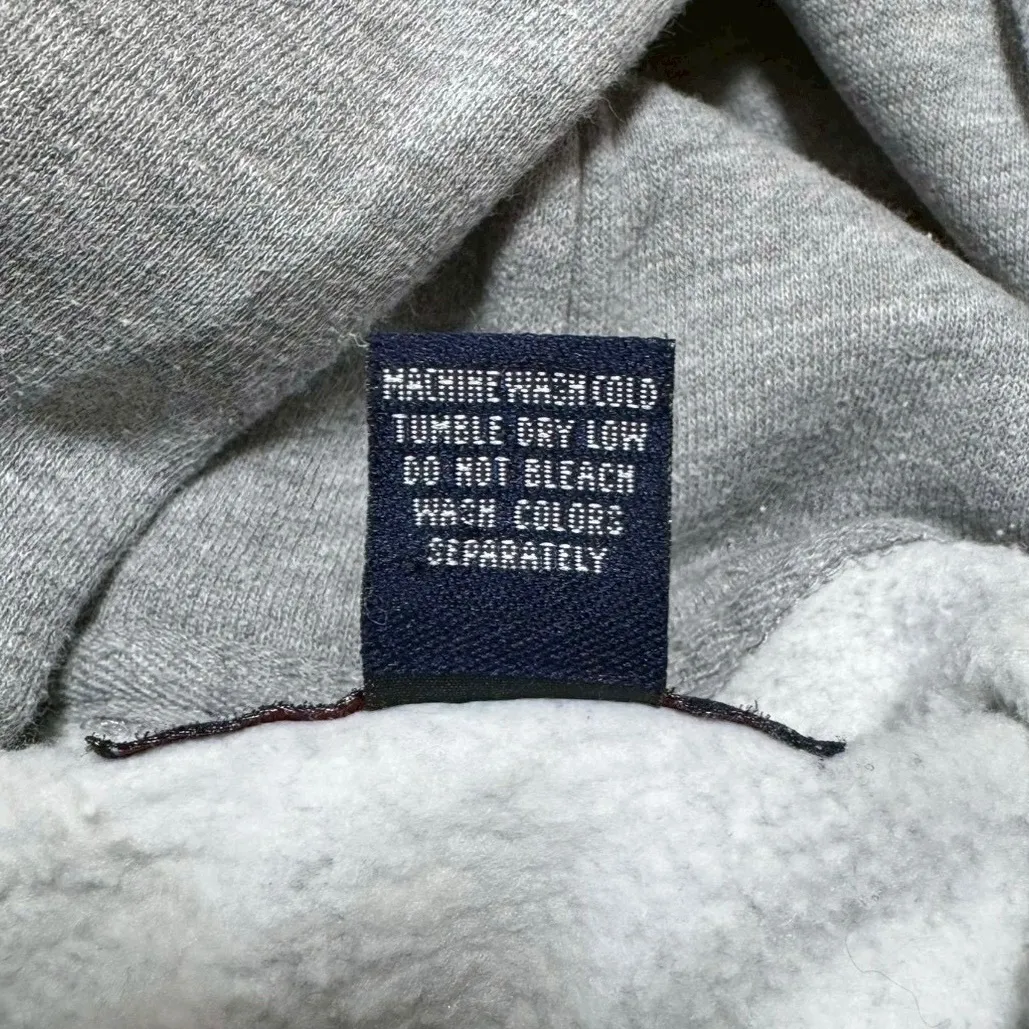 MACHINE WASH COLD
TUMBLE DRY LOW
DO NOT BLEACH
WASH COLORS
SEPARATELY